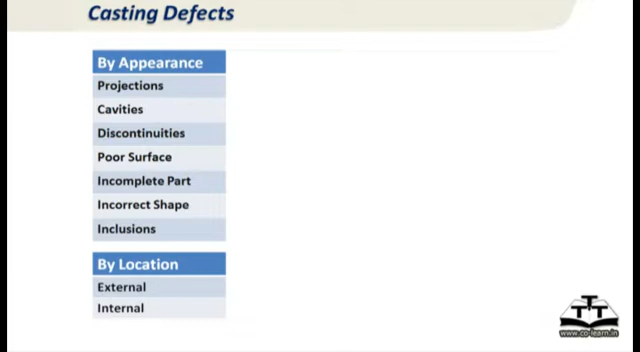 Casting Defects
By Appearance
Projections
Cavities
Discontinuities
Poor Surface
Incomplete Part
Incorrect Shape
Inclusions
By Location
External
Internal
TTT
www.co-learn.in